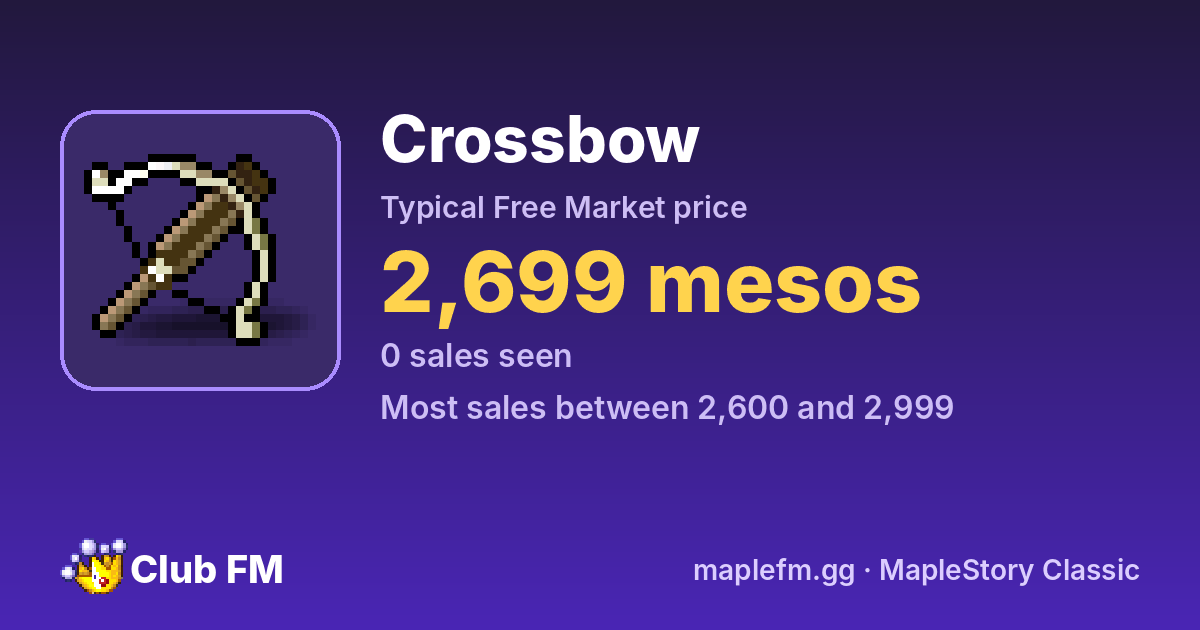 Crossbow
Typical Free Market price
2,699 mesos
0 sales seen
Most sales between 2,600 and 2,999
Club FM
maplefm.gg · MapleStory Classic